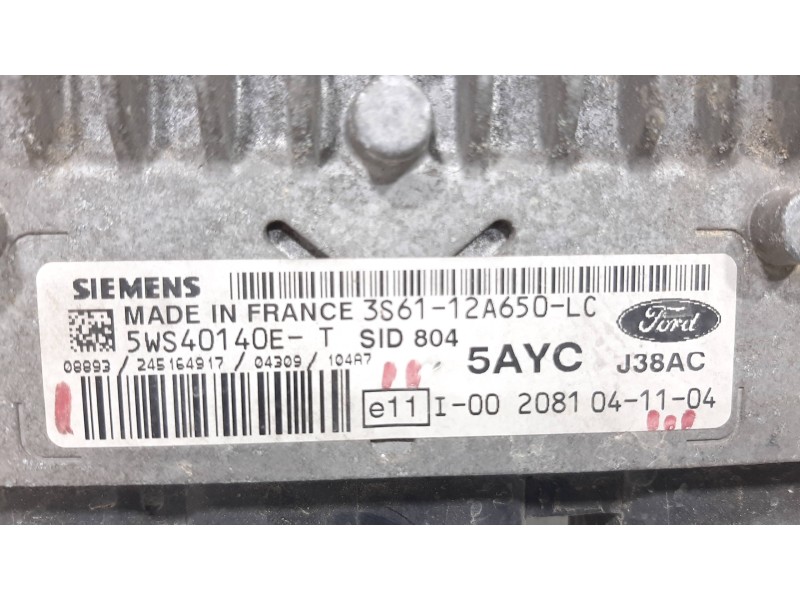 SIEMENS
MADE IN FRANCE 3S61-12A650-LC
5WS40140E- T SID 804
Ford
08893 / 245164917 / 04309 / 104A7
5AYC J38AC
e11 I-00 2081 04-11-04